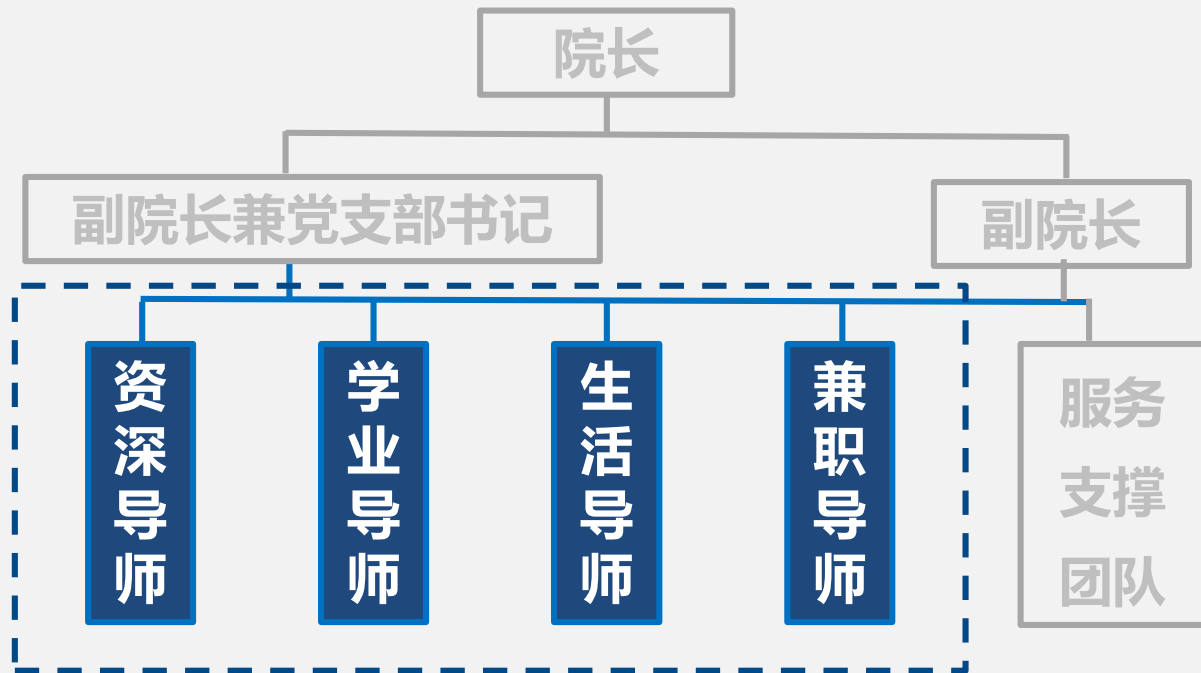 院长
副院长兼党支部书记
副院长
资深导师
学业导师
生活导师
兼职导师
服务
支撑
团队